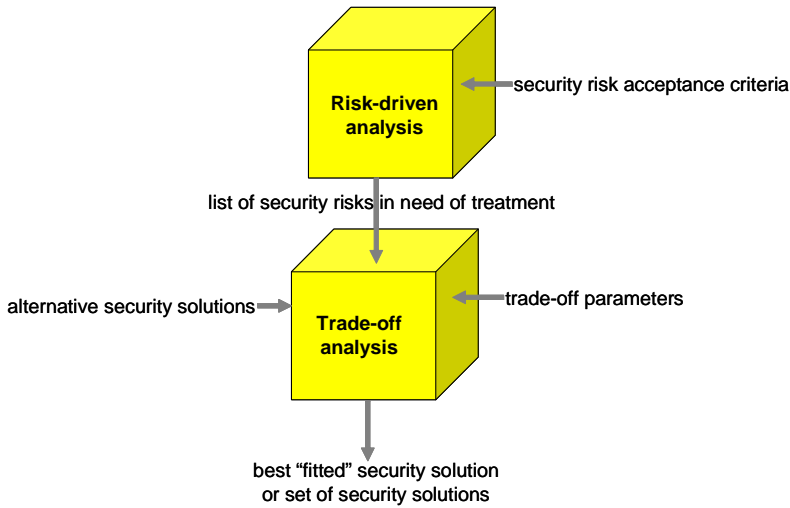 Risk-driven
analysis
security risk acceptance criteria
list of security risks in need of treatment
alternative security solutions
Trade-off
analysis
trade-off parameters
best “fitted” security solution
or set of security solutions